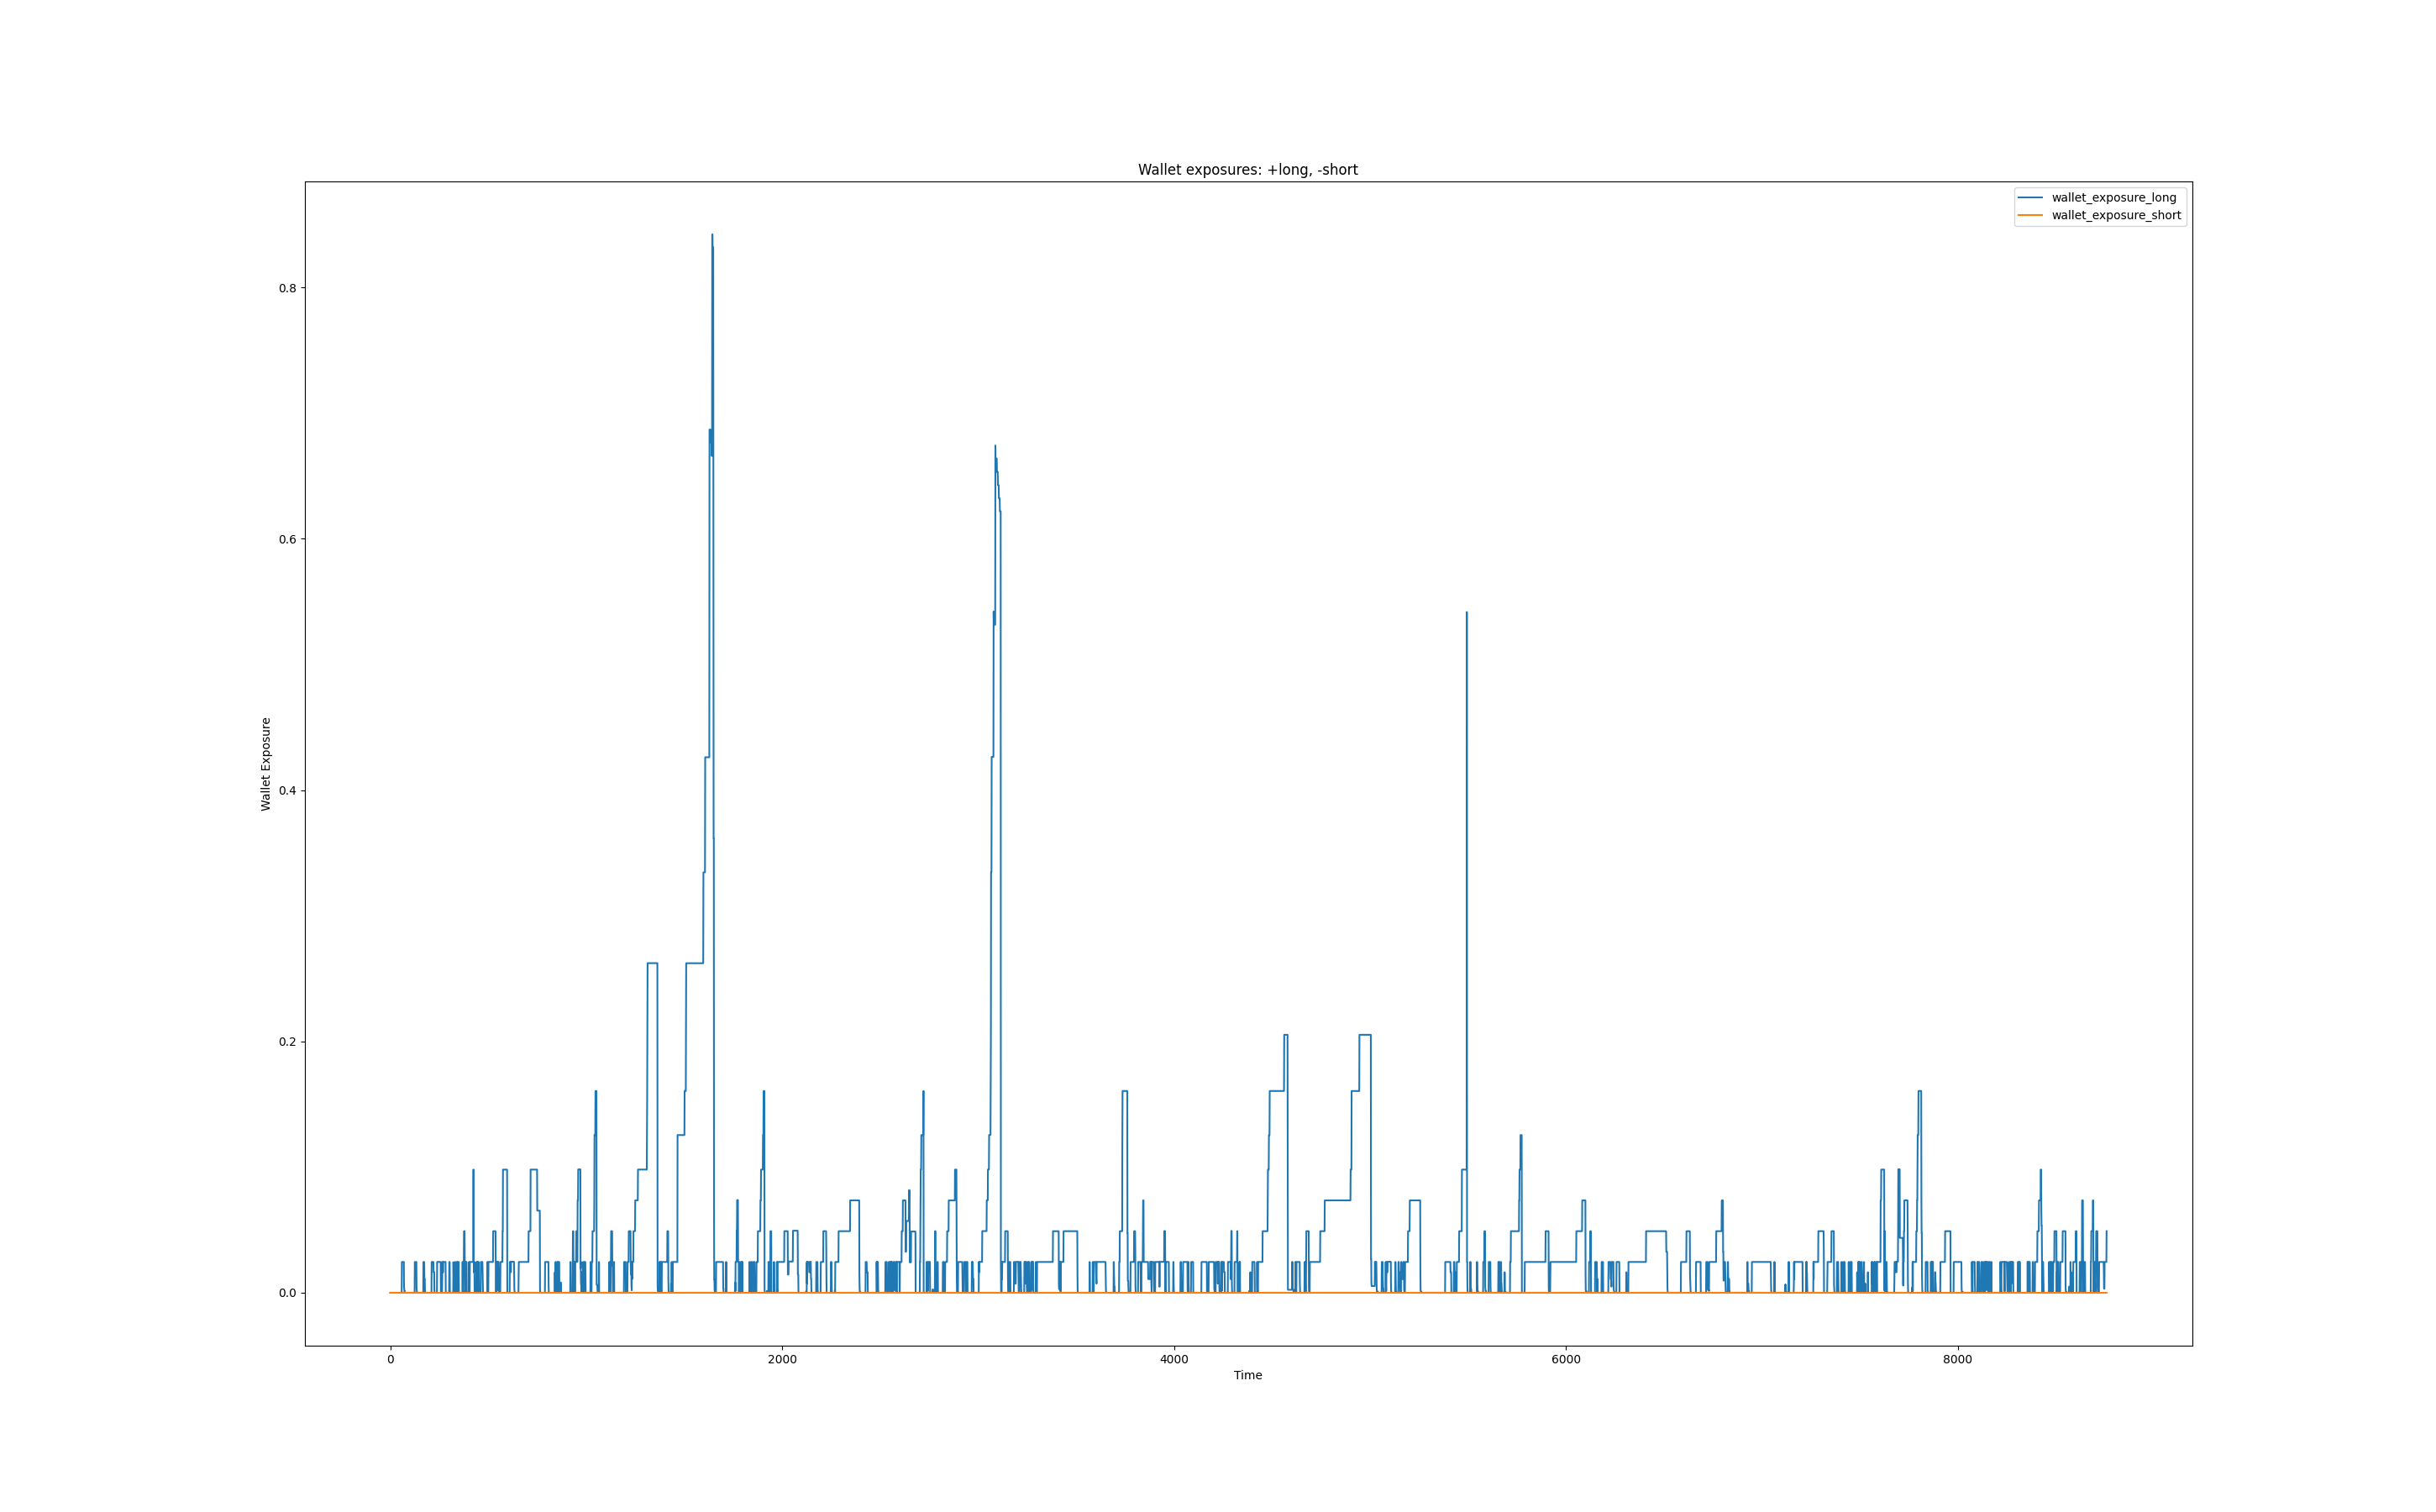 Wallet exposures: +long, -short
wallet_exposure_long
wallet_exposure_short
0.8
0.6
0.4
0.2
0.0
Wallet Exposure
0 2000 4000 6000 8000
Time